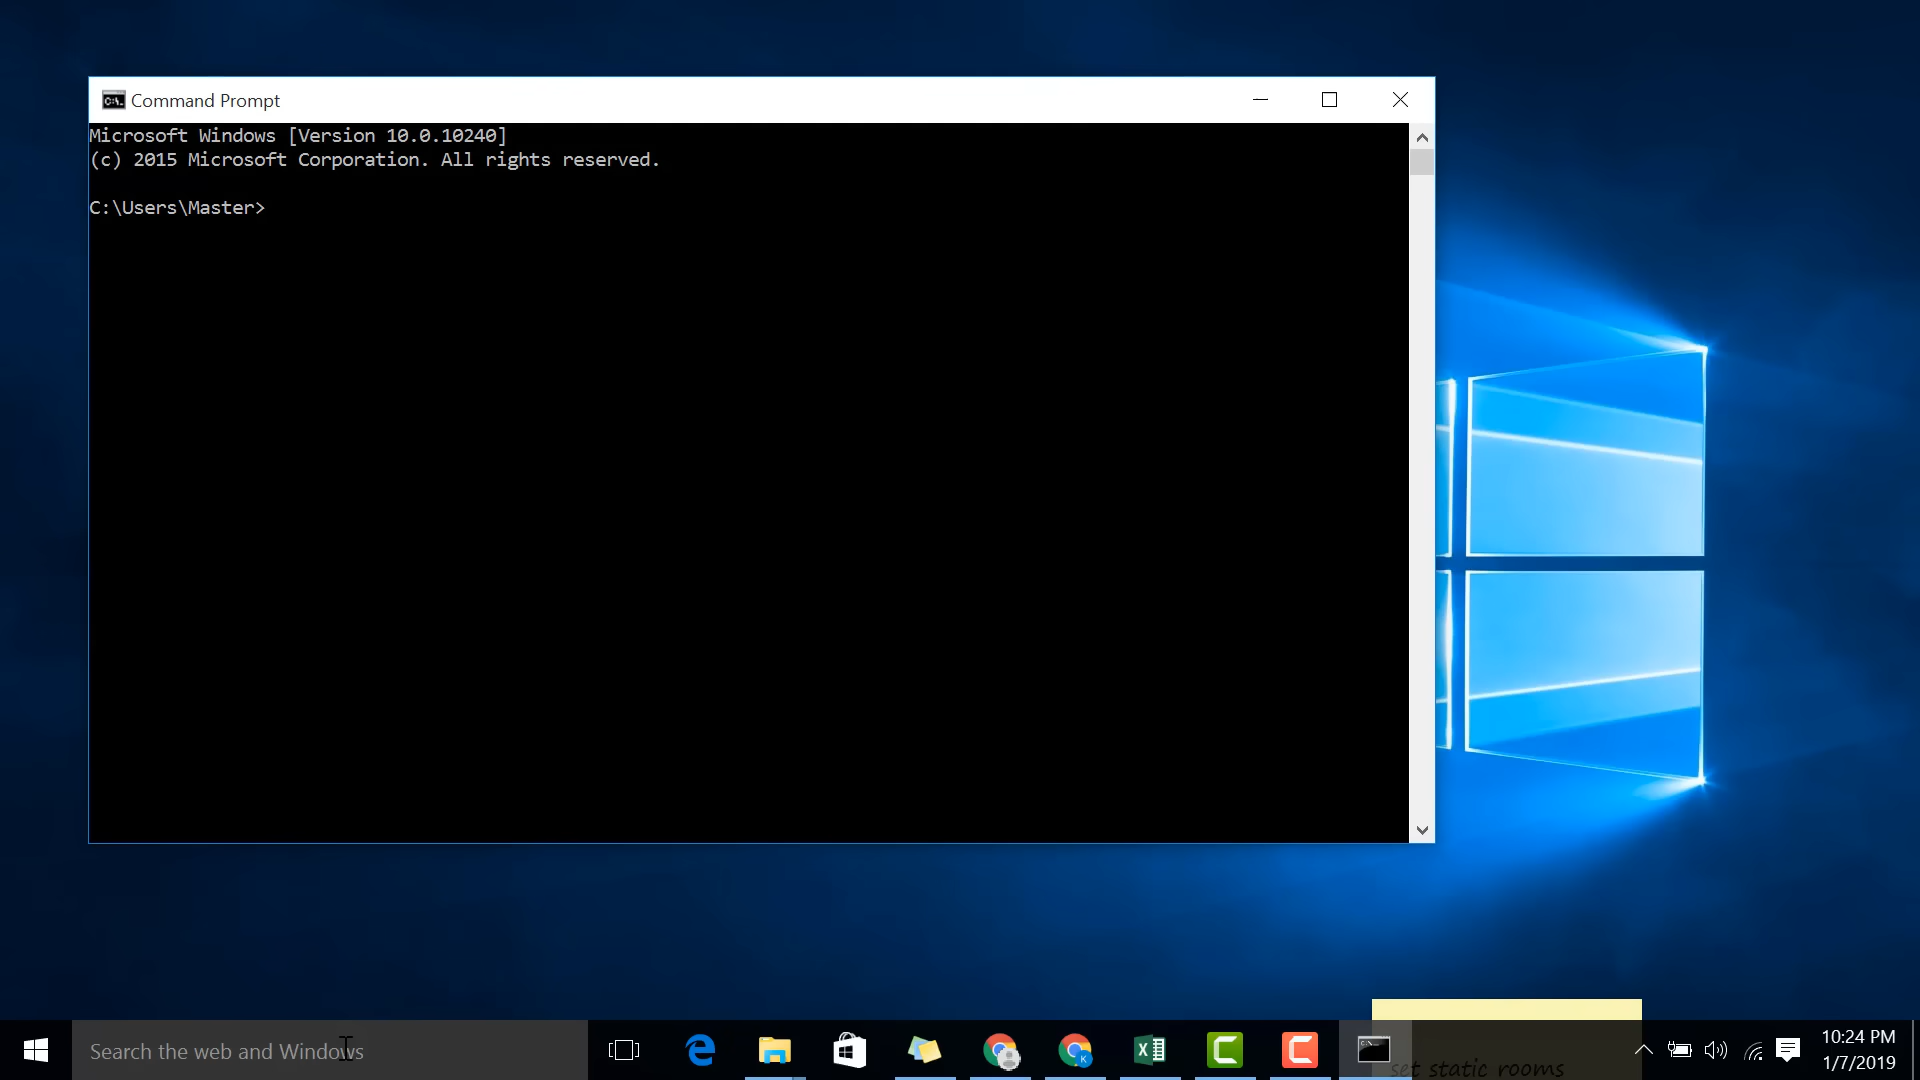 Command Prompt
Microsoft Windows [Version 10.0.10240]
(c) 2015 Microsoft Corporation. All rights reserved.
C:\Users\Master>
Search the web and Windows
set static rooms
10:24 PM
1/7/2019